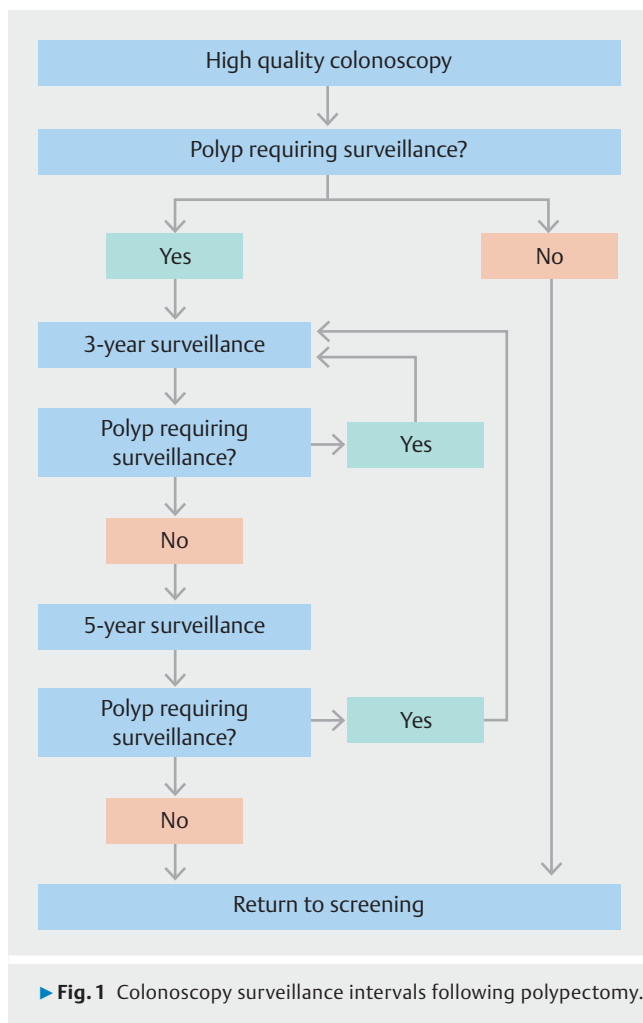 High quality colonoscopy
Polyp requiring surveillance?
Yes
No
3-year surveillance
Polyp requiring
surveillance?
Yes
No
5-year surveillance
Polyp requiring
surveillance?
Yes
No
Return to screening
▶ Fig. 1 Colonoscopy surveillance intervals following polypectomy.